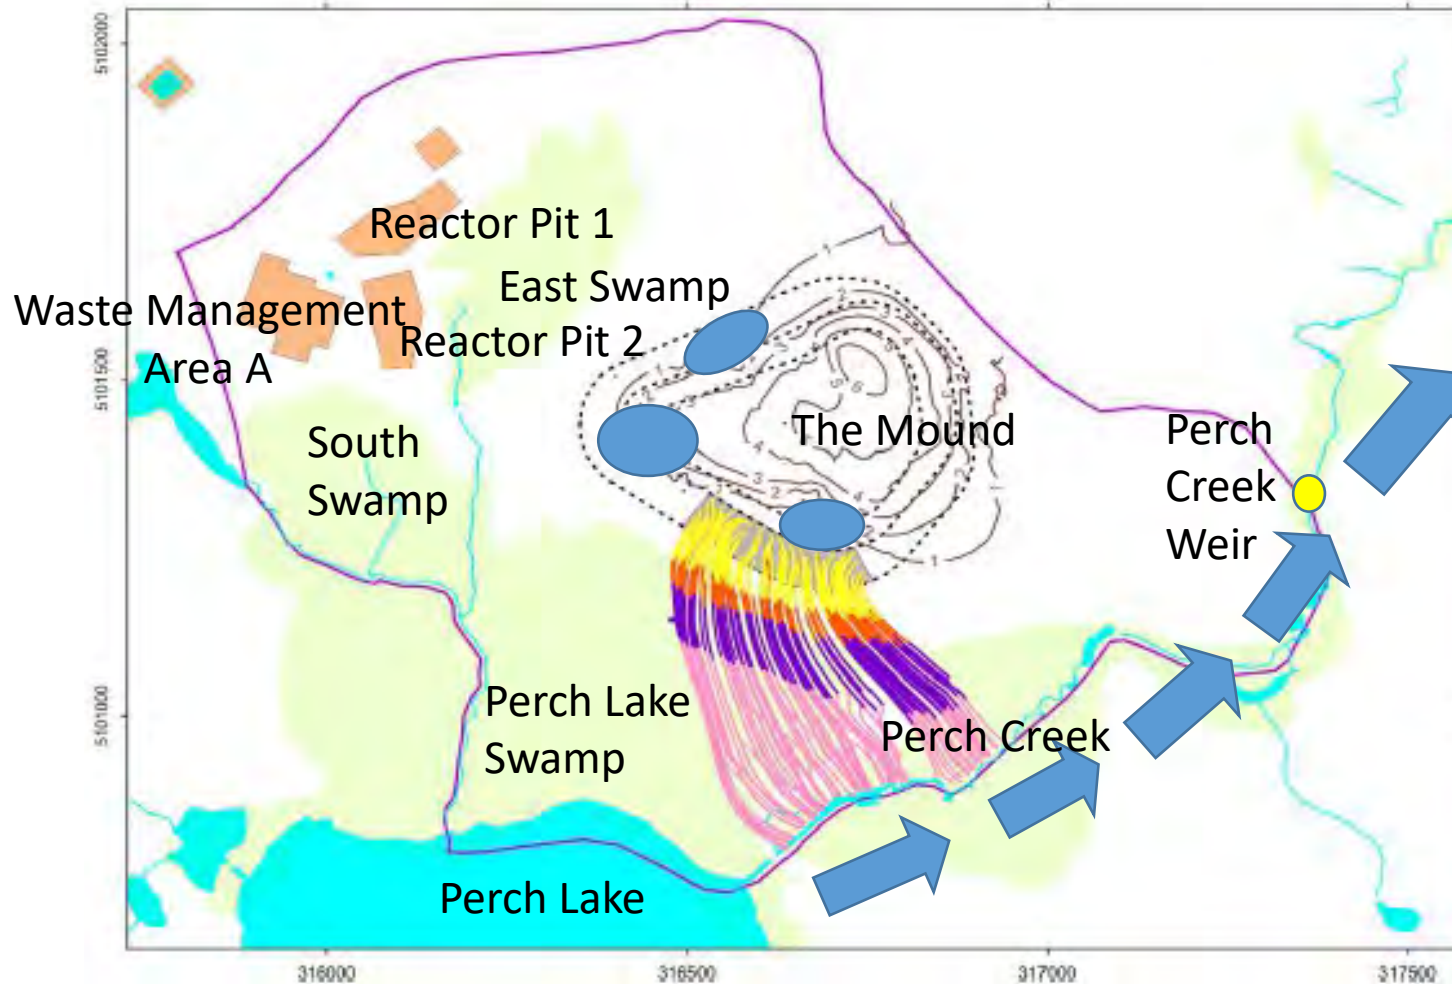 5102000
5101500
5101000
Reactor Pit 1
East Swamp
Waste Management
Area A
Reactor Pit 2
South
Swamp
The Mound
Perch
Creek
Weir
Perch Lake
Swamp
Perch Creek
Perch Lake
316000
316500
317000
317500